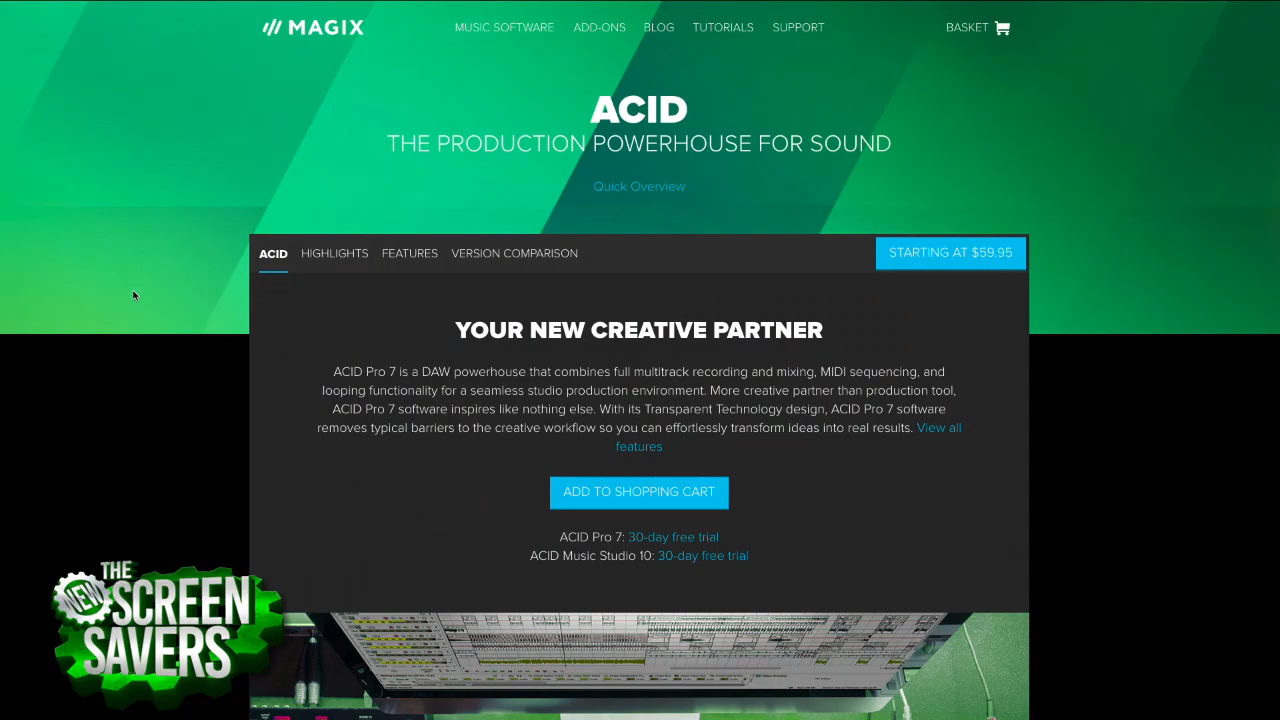 MAGIX
MUSIC SOFTWARE ADD-ONS BLOG TUTORIALS SUPPORT BASKET
ACID
THE PRODUCTION POWERHOUSE FOR SOUND
Quick Overview
ACID HIGHLIGHTS FEATURES VERSION COMPARISON STARTING AT $59.95
YOUR NEW CREATIVE PARTNER
ACID Pro 7 is a DAW powerhouse that combines full multitrack recording and mixing, MIDI sequencing, and
looping functionality for a seamless studio production environment. More creative partner than production tool,
ACID Pro 7 software inspires like nothing else. With its Transparent Technology design, ACID Pro 7 software
removes typical barriers to the creative workflow so you can effortlessly transform ideas into real results. View all
features
ADD TO SHOPPING CART
ACID Pro 7: 30-day free trial
ACID Music Studio 10: 30-day free trial
THE
NEW SCREEN
SAVERS